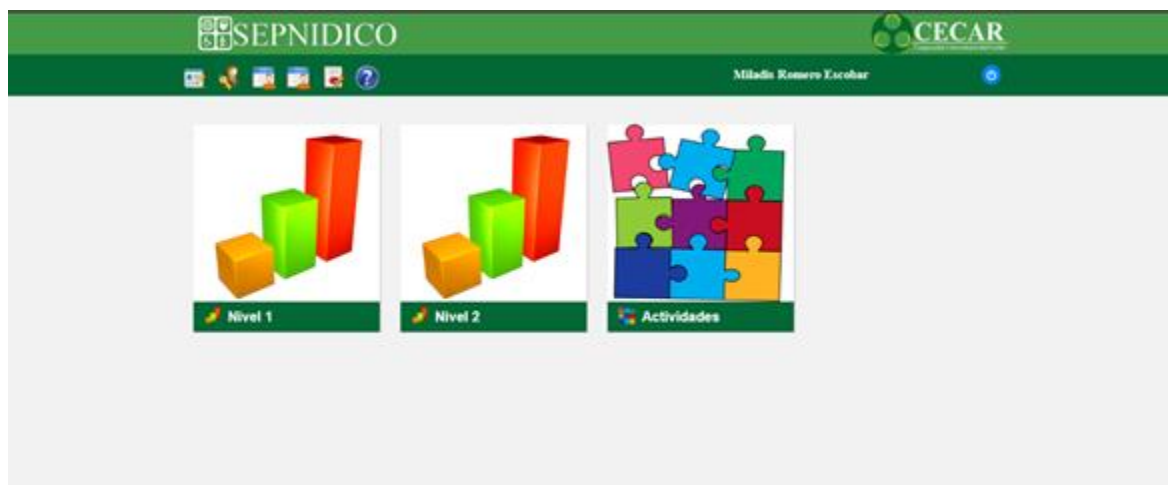 SEPNIDICO
CECAR
Miladis Romero Escobar
Nivel 1
Nivel 2
Actividades